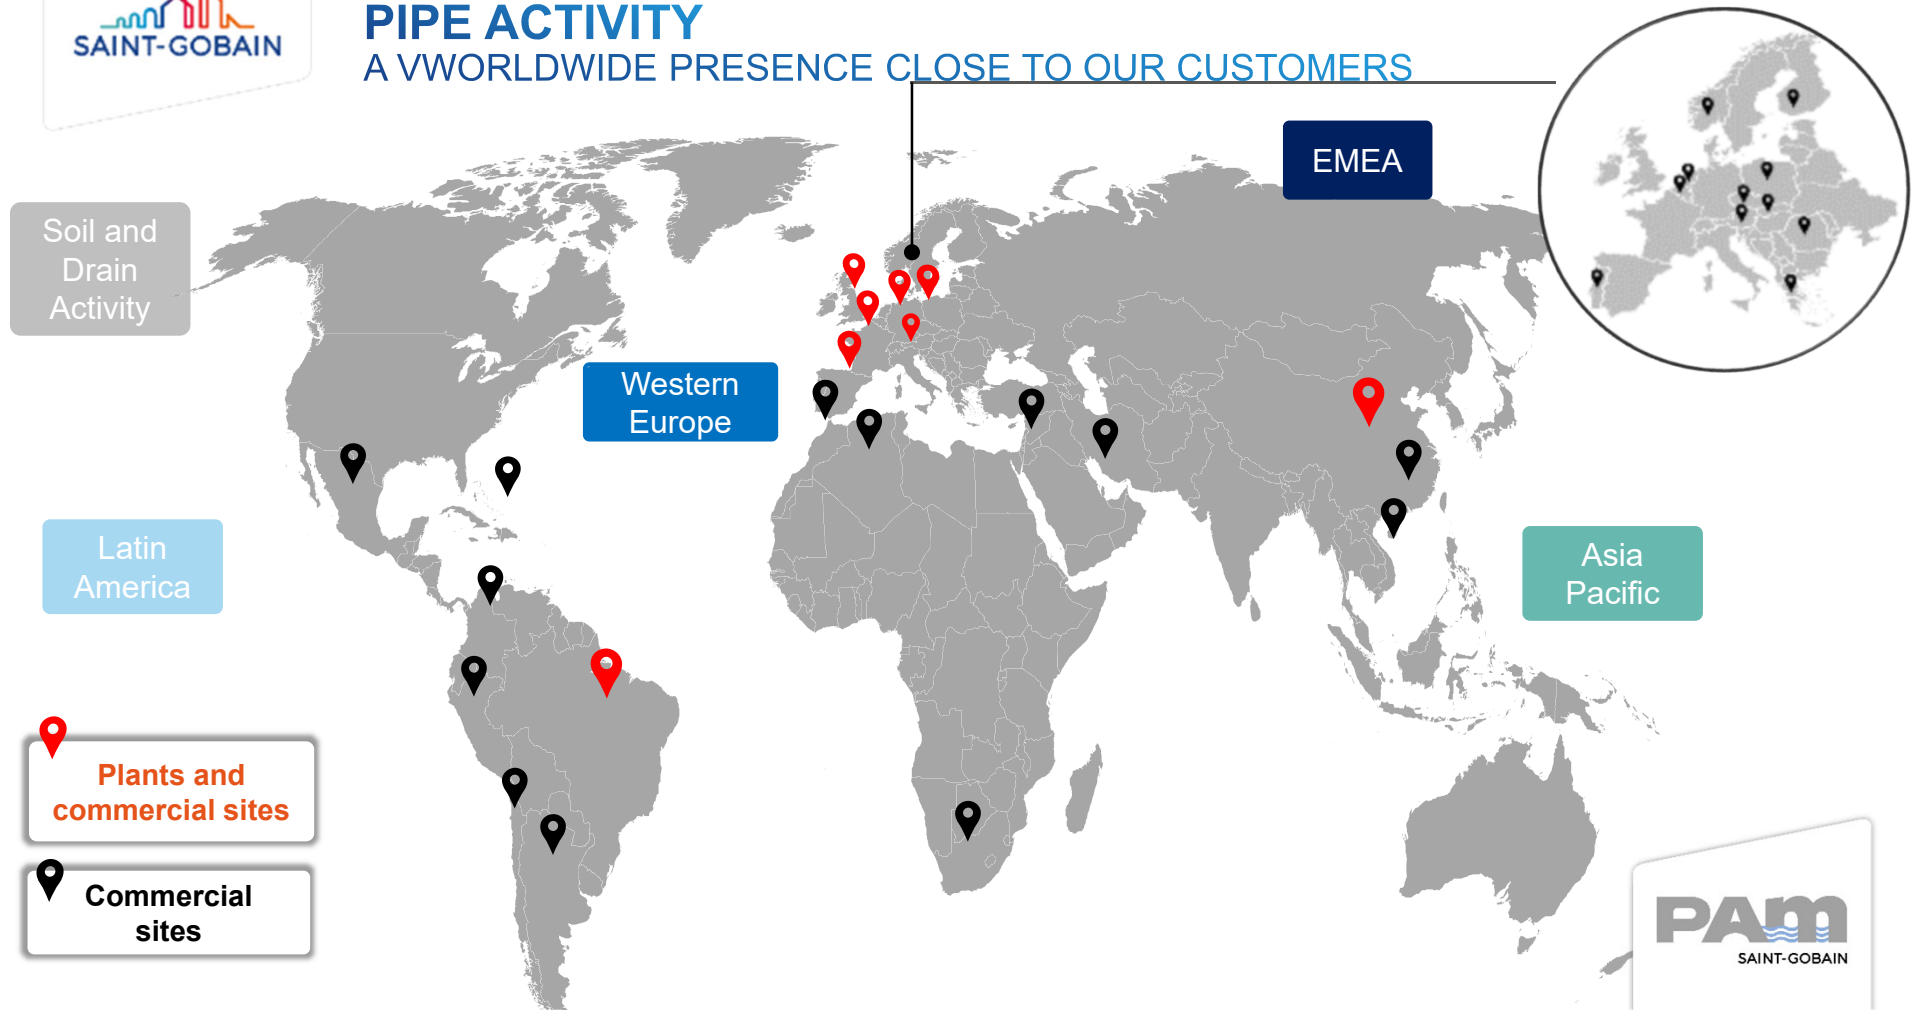 SAINT-GOBAIN
PIPE ACTIVITY
A VWORLDWIDE PRESENCE CLOSE TO OUR CUSTOMERS
EMEA
Soil and
Drain
Activity
Western
Europe
Latin
America
Asia
Pacific
Plants and
commercial sites
Commercial
sites
PAM
SAINT-GOBAIN